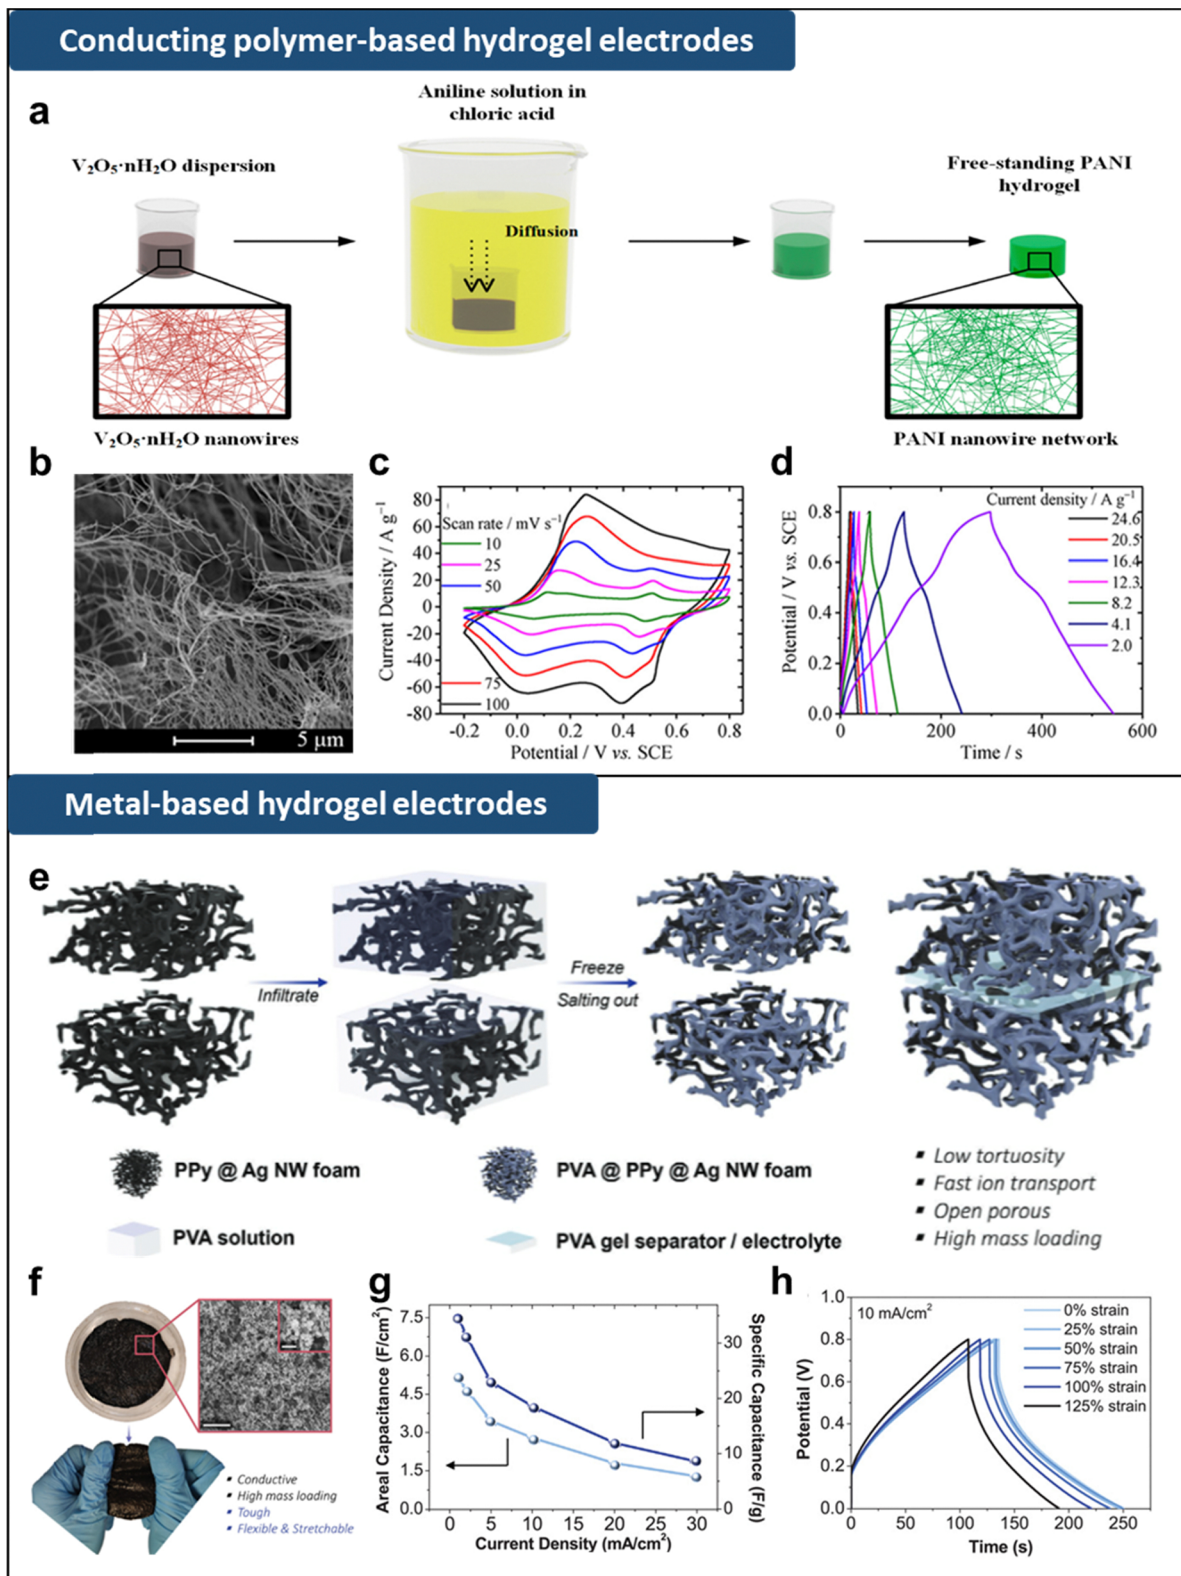 Conducting polymer-based hydrogel electrodes
a
Aniline solution in
chloric acid
V₂O₅·nH₂O dispersion
Free-standing PANI
hydrogel
Diffusion
V₂O₅·nH₂O nanowires
PANI nanowire network
b
5 μm
c
Scan rate / mV s⁻¹
10
25
50
75
100
80
60
40
20
0
-20
-40
-60
-80
-0.2 0.0 0.2 0.4 0.6 0.8
Current Density / A g⁻¹
Potential / V vs. SCE
d
Current density / A g⁻¹
24.6
20.5
16.4
12.3
8.2
4.1
2.0
0.8
0.6
0.4
0.2
0.0
0 200 400 600
Potential / V vs. SCE
Time / s
Metal-based hydrogel electrodes
e
Infiltrate
Freeze
Salting out
PPy @ Ag NW foam
PVA @ PPy @ Ag NW foam
PVA solution
PVA gel separator / electrolyte
▪ Low tortuosity
▪ Fast ion transport
▪ Open porous
▪ High mass loading
f
▪ Conductive
▪ High mass loading
▪ Tough
▪ Flexible & Stretchable
g
Areal Capacitance (F/cm²)
7.5
6.0
4.5
3.0
1.5
0.0
0 5 10 15 20 25 30
Current Density (mA/cm²)
30
20
10
0
Specific Capacitance (F/g)
h
10 mA/cm²
0% strain
25% strain
50% strain
75% strain
100% strain
125% strain
1.2
0.8
0.4
0.0
0 50 100 150 200 250
Potential (V)
Time (s)